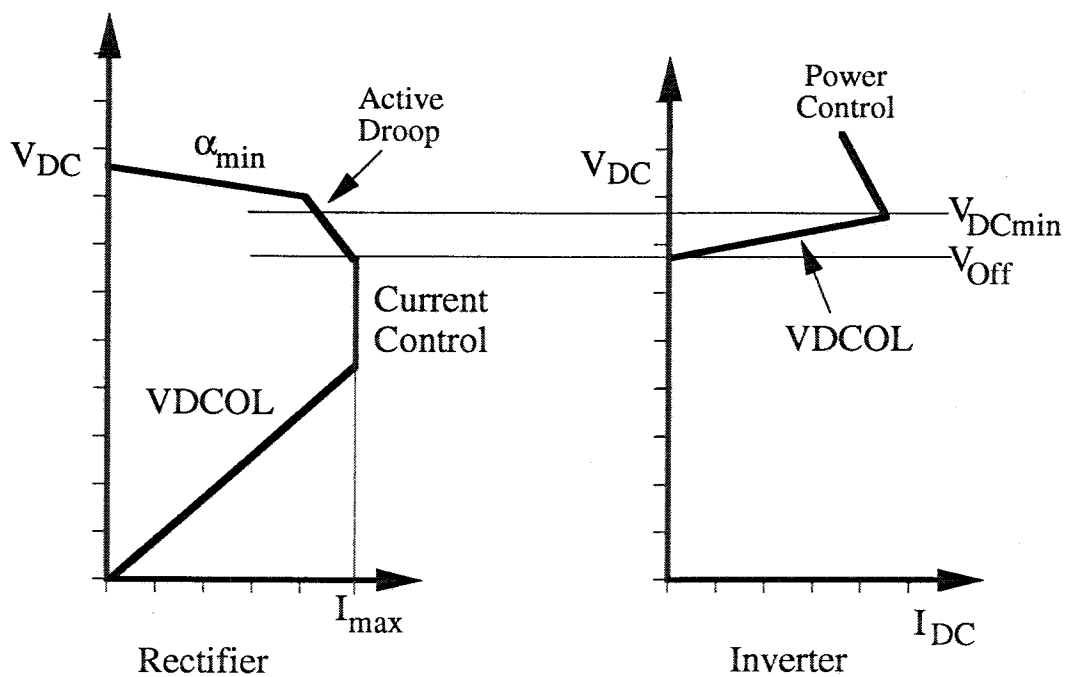 Active
Droop
α_min
V_DC
Current
Control
VDCOL
I_max
Rectifier
Power
Control
V_DC
V_DCmin
V_Off
VDCOL
I_DC
Inverter